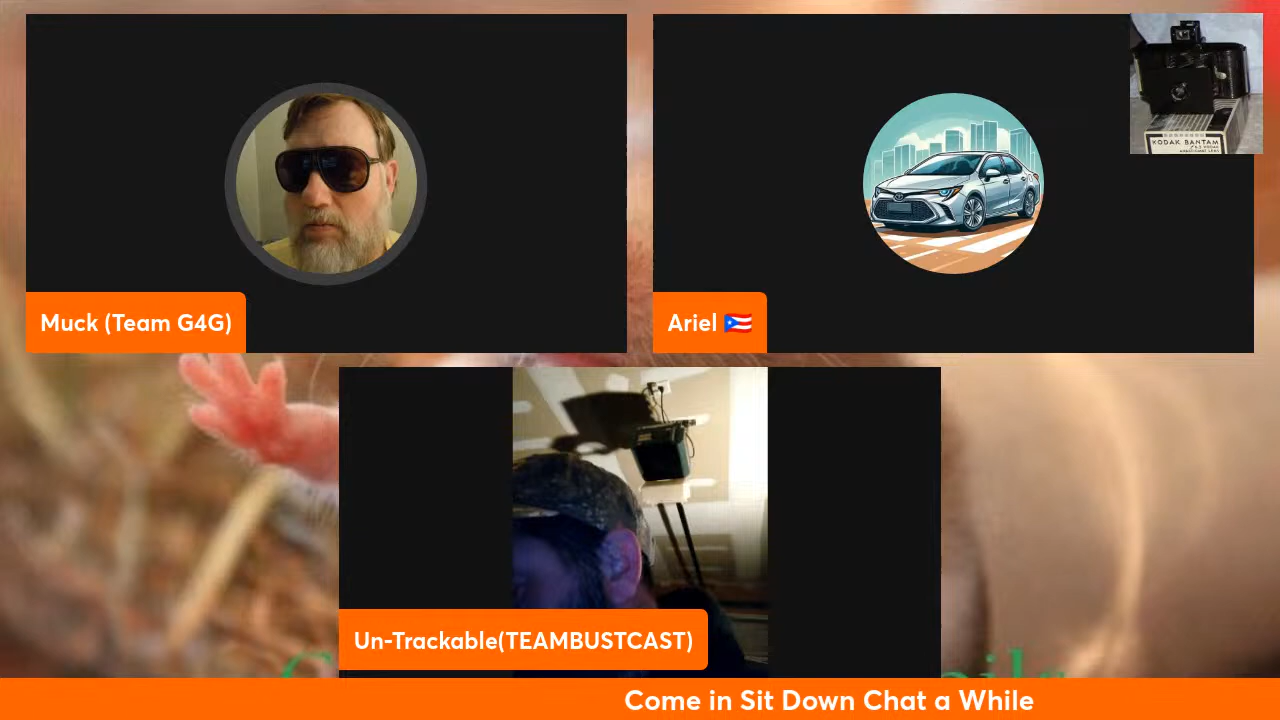 KODAK BANTAM
Muck (Team G4G)
Ariel 🇵🇷
Un-Trackable(TEAMBUSTCAST)
Come in Sit Down Chat a While